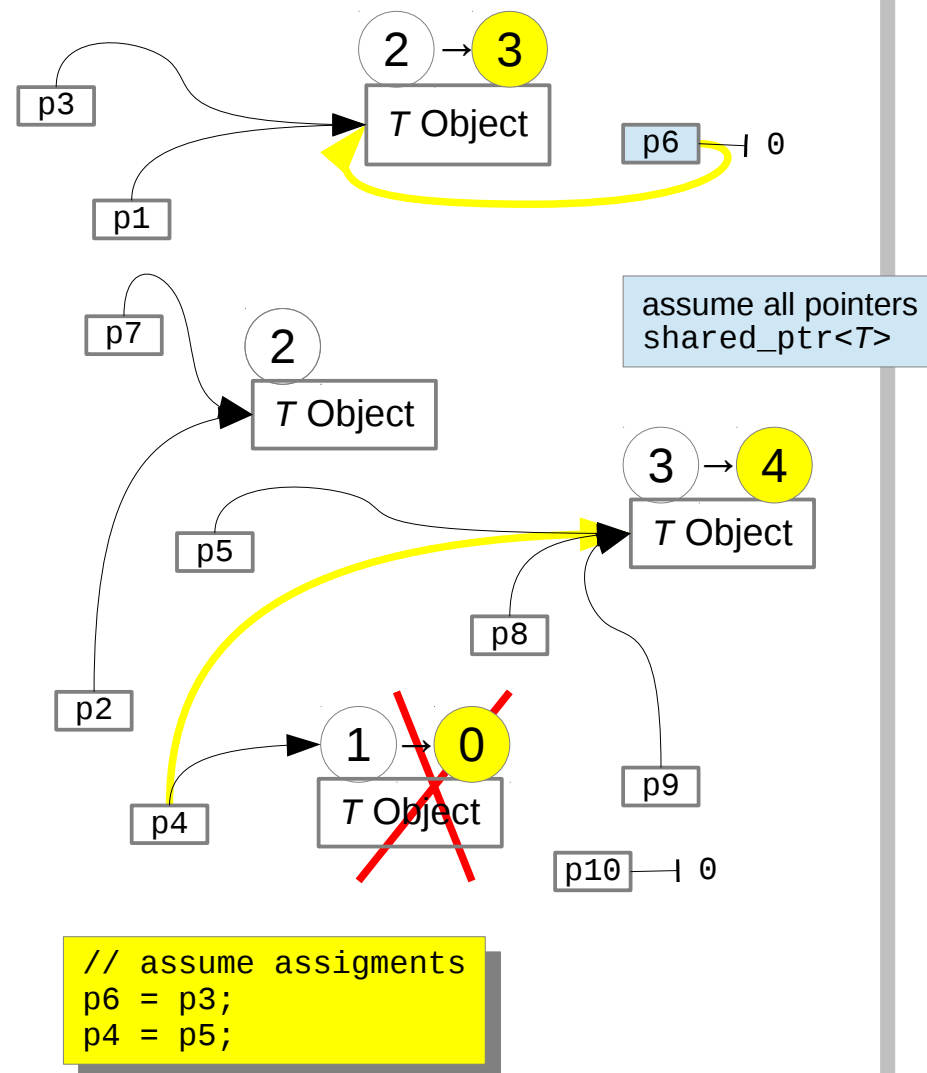 2 → 3
p3
T Object
p6
0
p1
assume all pointers
shared_ptr<T>
p7
2
T Object
3 → 4
p5
T Object
p8
p2
1 → 0
p9
T Object
p4
p10
0
// assume assigments
p6 = p3;
p4 = p5;